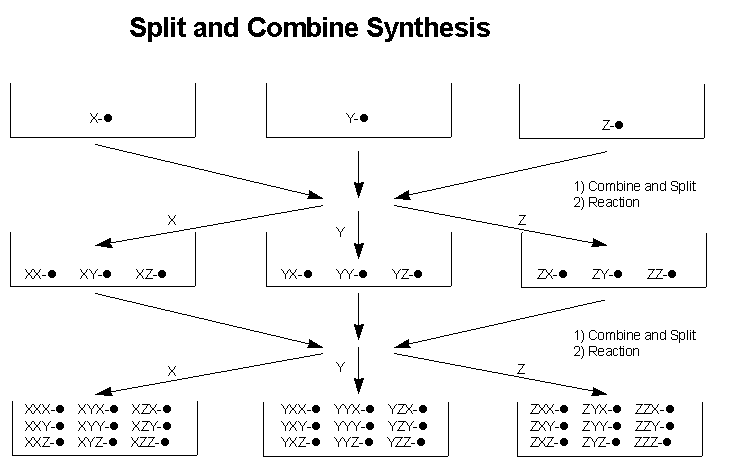 Split and Combine Synthesis
X-● Y-● Z-●
1) Combine and Split
2) Reaction
X Y Z
XX-● XY-● XZ-● YX-● YY-● YZ-● ZX-● ZY-● ZZ-●
1) Combine and Split
2) Reaction
X Y Z
XXX-● XYX-● XZX-● YXX-● YYX-● YZX-● ZXX-● ZYX-● ZZX-●
XXY-● XYY-● XZY-● YXY-● YYY-● YZY-● ZXY-● ZYY-● ZZY-●
XXZ-● XYZ-● XZZ-● YXZ-● YYZ-● YZZ-● ZXZ-● ZYZ-● ZZZ-●